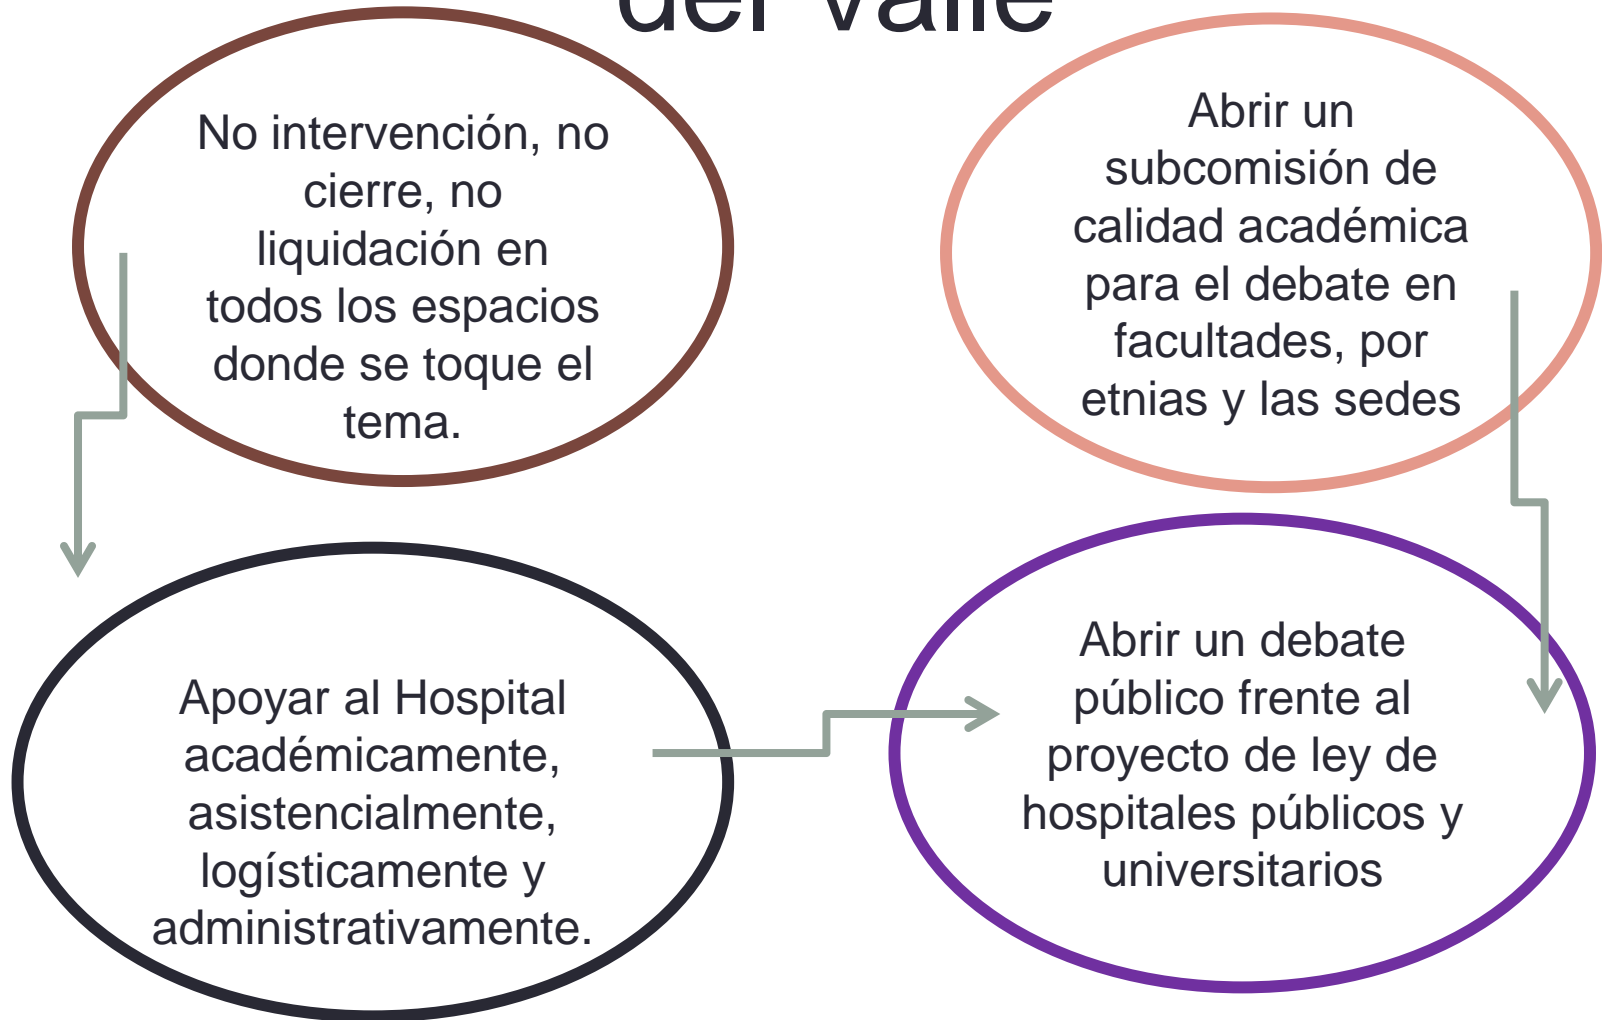 del Valle
No intervención, no
cierre, no
liquidación en
todos los espacios
donde se toque el
tema.
Abrir un
subcomisión de
calidad académica
para el debate en
facultades, por
etnias y las sedes
Apoyar al Hospital
académicamente,
asistencialmente,
logísticamente y
administrativamente.
Abrir un debate
público frente al
proyecto de ley de
hospitales públicos y
universitarios